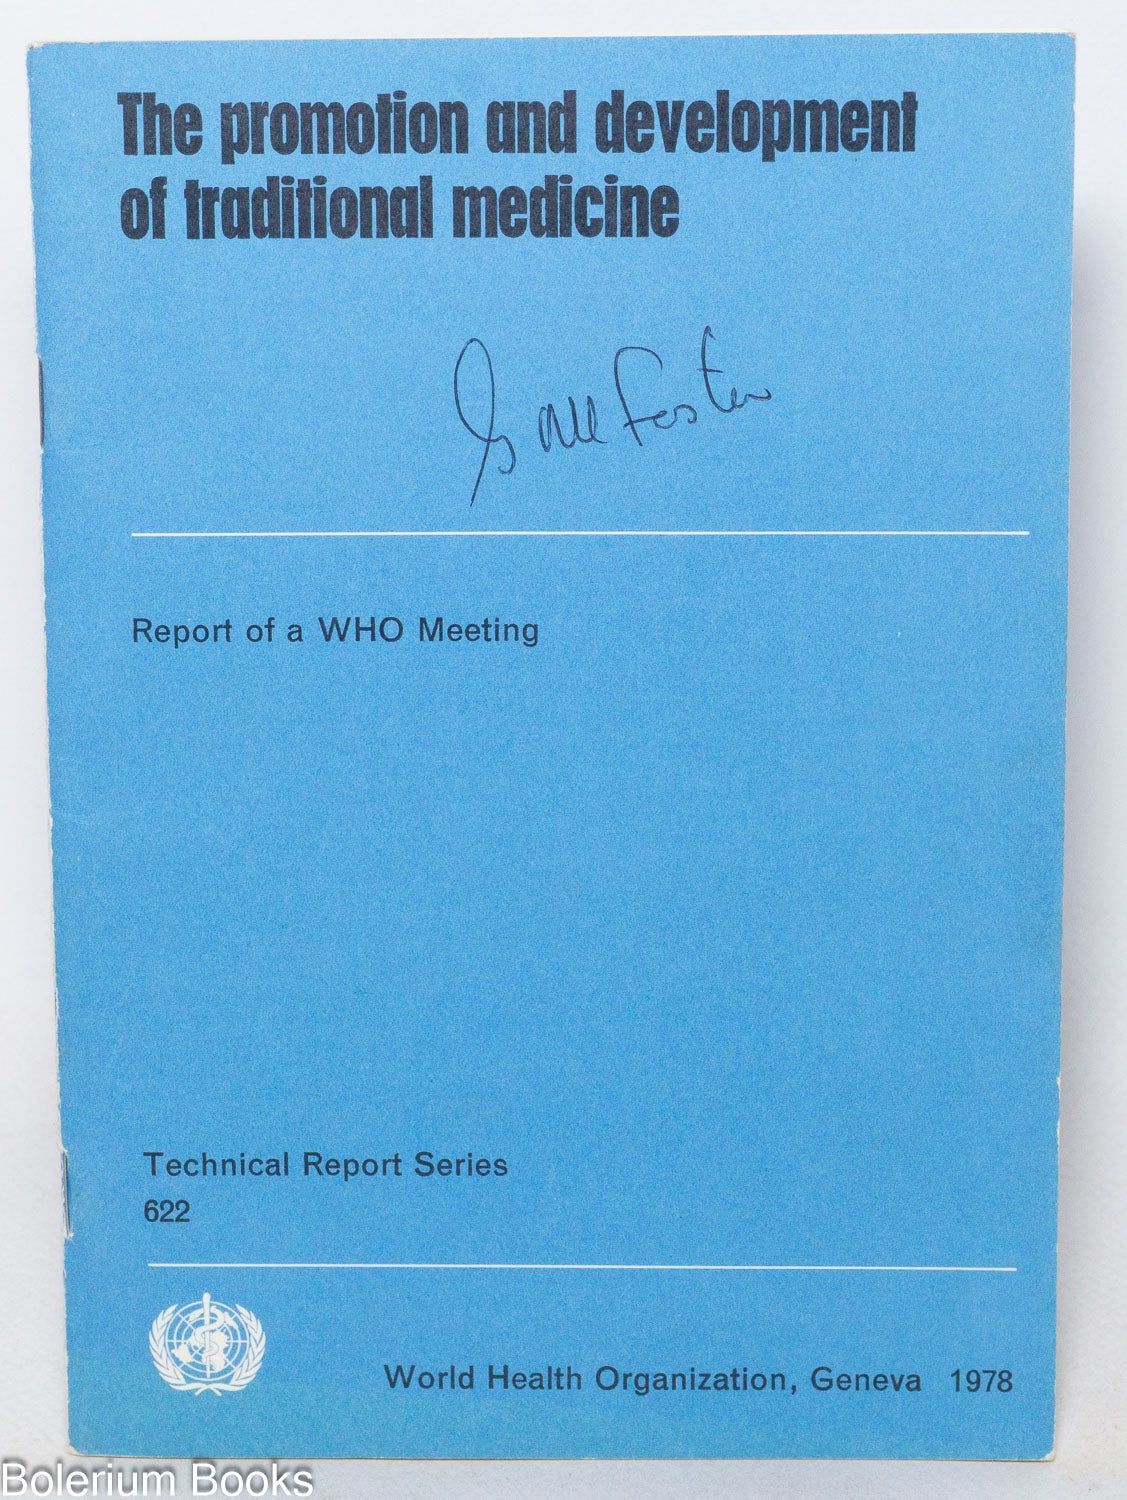 The promotion and development
of traditional medicine
Foster
Report of a WHO Meeting
Technical Report Series
622
World Health Organization, Geneva 1978
Bolerium Books